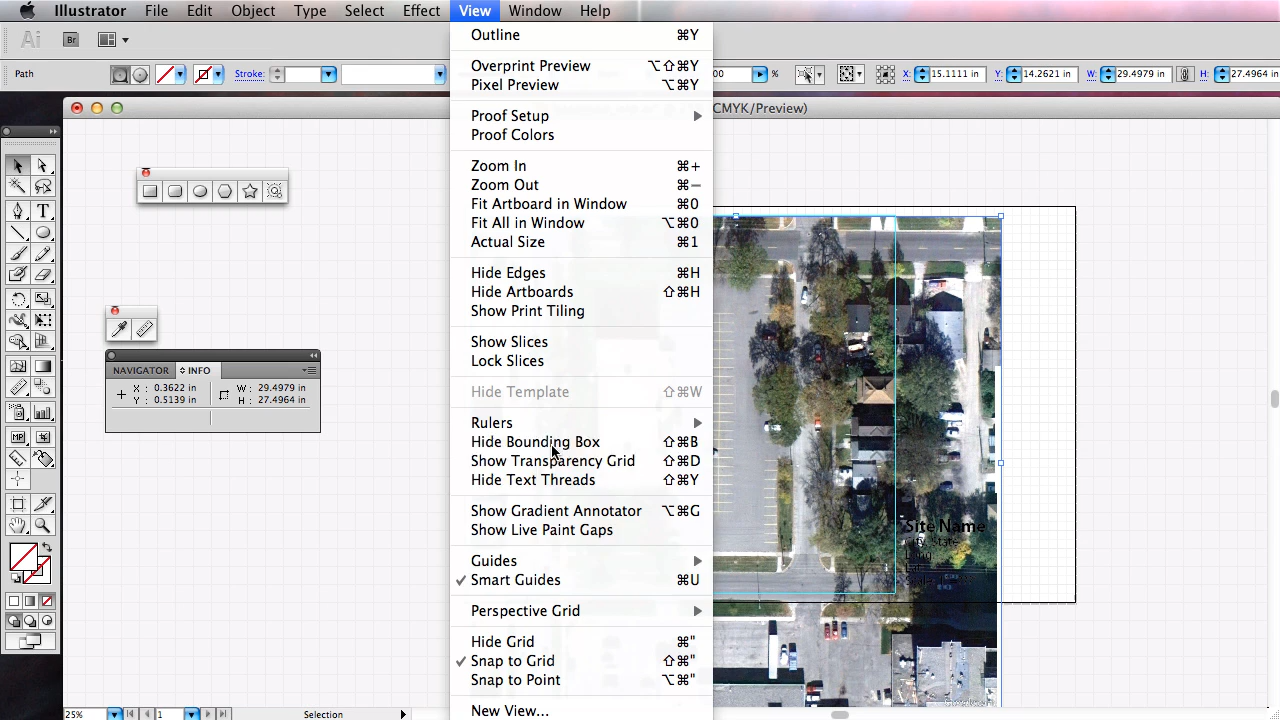 Illustrator File Edit Object Type Select Effect View Window Help
Ai Br
Path Stroke: 00 % X: 15.1111 in Y: 14.2621 in W: 29.4979 in H: 27.4964 in
CMYK/Preview)
Outline ⌘Y
Overprint Preview ⌥⇧⌘Y
Pixel Preview ⌥⌘Y
Proof Setup
Proof Colors
Zoom In ⌘+
Zoom Out ⌘−
Fit Artboard in Window ⌘0
Fit All in Window ⌥⌘0
Actual Size ⌘1
Hide Edges ⌘H
Hide Artboards ⇧⌘H
Show Print Tiling
Show Slices
Lock Slices
Hide Template ⇧⌘W
Rulers
Hide Bounding Box ⇧⌘B
Show Transparency Grid ⇧⌘D
Hide Text Threads ⇧⌘Y
Show Gradient Annotator ⌥⌘G
Show Live Paint Gaps
Guides
✓ Smart Guides ⌘U
Perspective Grid
Hide Grid ⌘"
✓ Snap to Grid ⇧⌘"
Snap to Point ⌥⌘"
New View...
NAVIGATOR INFO
X : 0.3622 in W : 29.4979 in
Y : 0.5139 in H : 27.4964 in
Site Name
City, State
25% 1 Selection